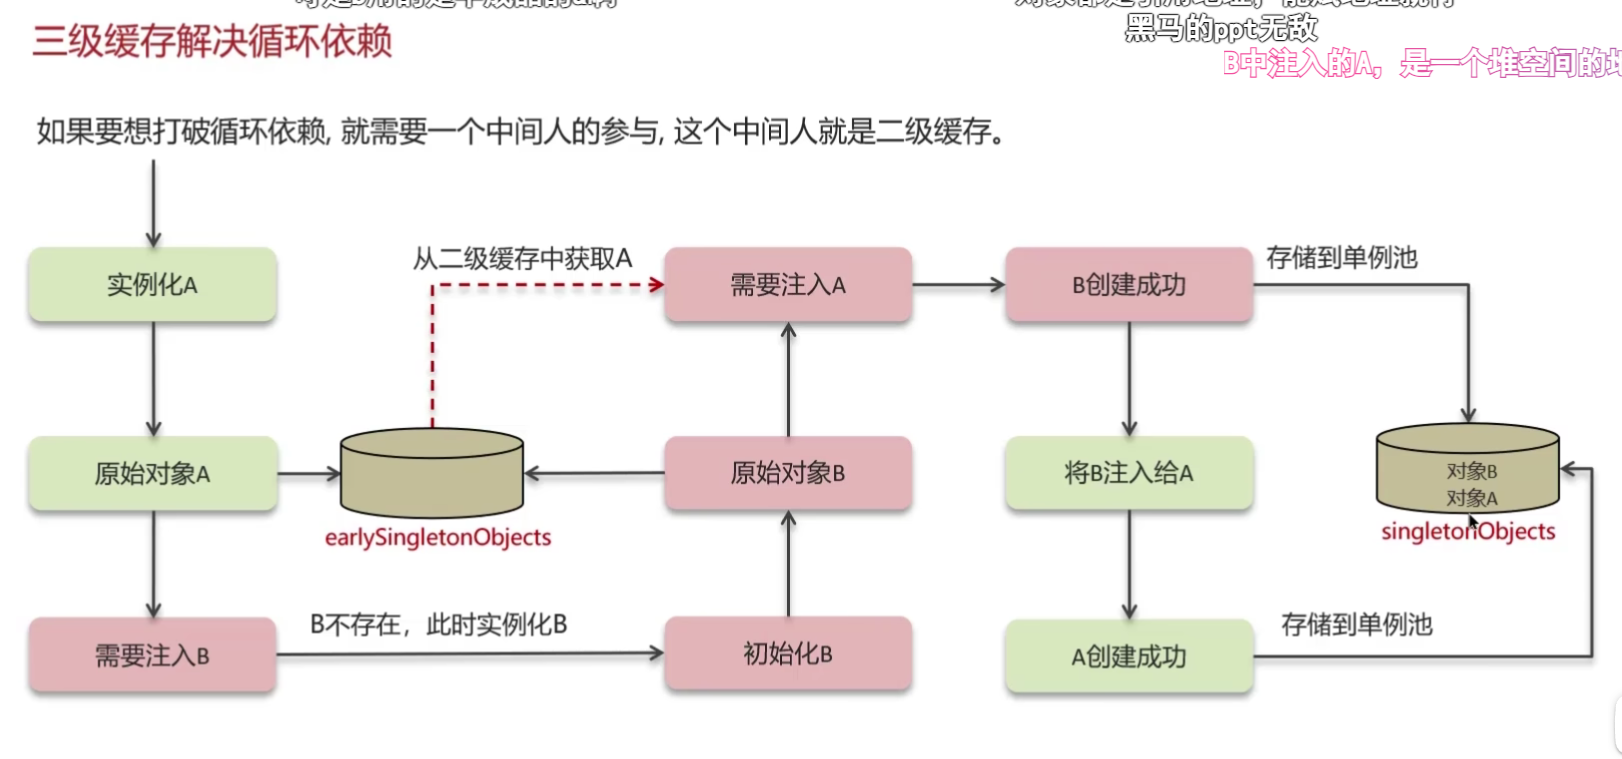 三级缓存解决循环依赖
黑马的ppt无敌
B中注入的A，是一个堆空间的地
如果要想打破循环依赖, 就需要一个中间人的参与, 这个中间人就是二级缓存。
实例化A
从二级缓存中获取A
需要注入A
B创建成功
存储到单例池
原始对象A
earlySingletonObjects
原始对象B
将B注入给A
对象B
对象A
singletonObjects
需要注入B
B不存在，此时实例化B
初始化B
A创建成功
存储到单例池